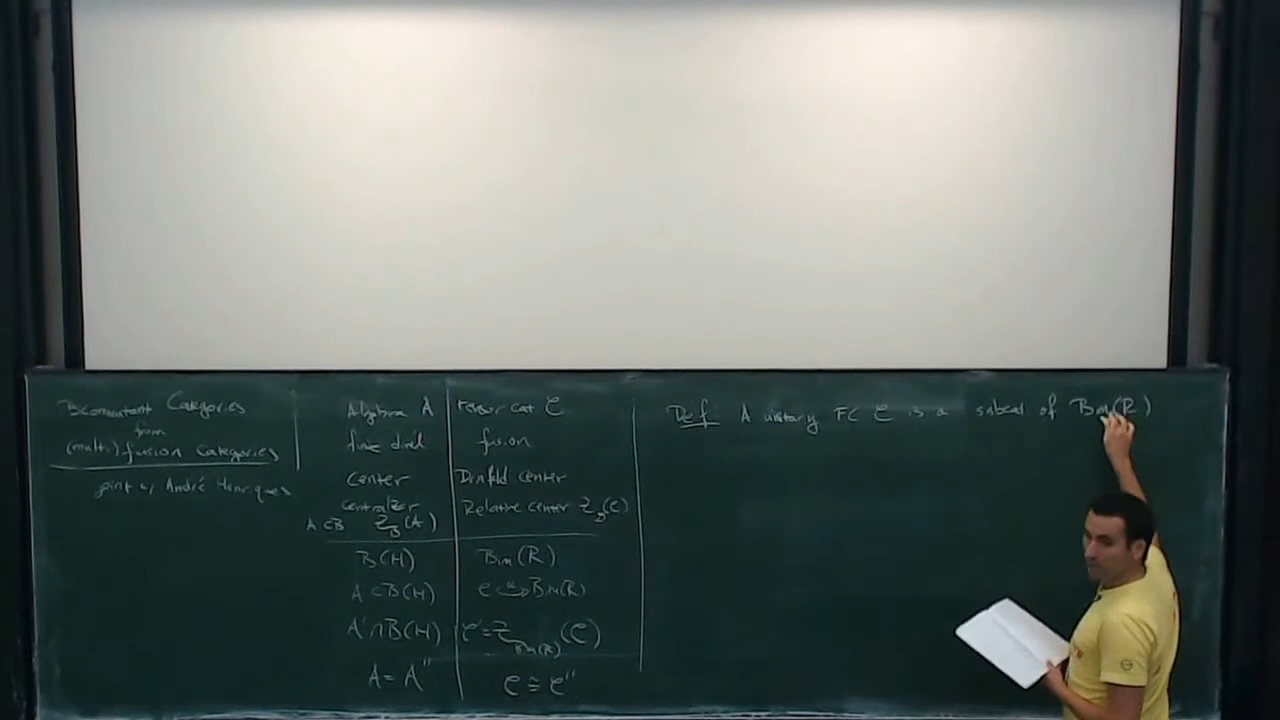 Bicommutant Categories
from
(multi-) fusion Categories
joint w/ André Henriques
Algebra A
tensor cat C
finite dim'l
fusion
center
Drinfeld center
centralizer
A ⊂ B Z_B(A)
Relative center Z_D(C)
B(H)
Bim(R)
A ⊂ B(H)
C ↪ Bim(R)
A' ∩ B(H)
C' = Z_Bim(R)(C)
A = A''
C ≅ C''
Def A unitary FC C is a subcat of Bim(R)